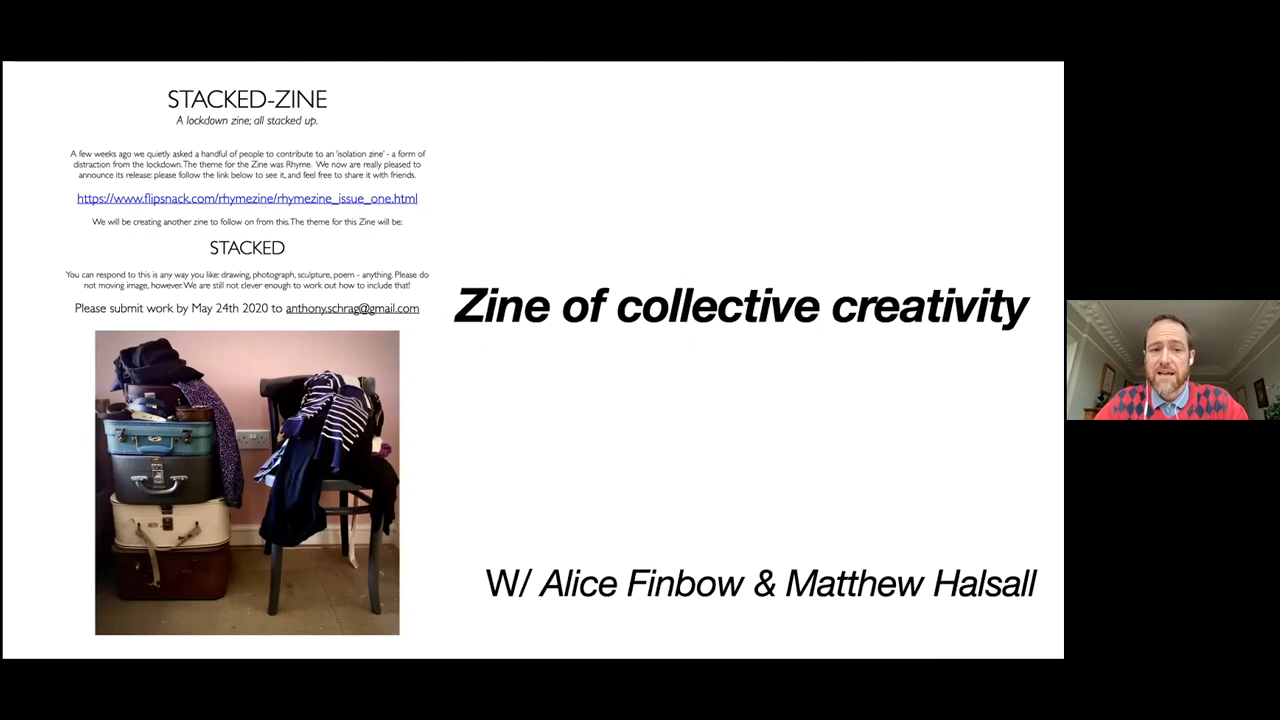 STACKED-ZINE
A lockdown zine; all stacked up.
A few weeks ago we quietly asked a handful of people to contribute to an 'isolation zine' - a form of
distraction from the lockdown. The theme for the Zine was Rhyme. We now are really pleased to
announce its release: please follow the link below to see it, and feel free to share it with friends.
https://www.flipsnack.com/rhymezine/rhymezine_issue_one.html
We will be creating another zine to follow on from this. The theme for this Zine will be:
STACKED
You can respond to this is any way you like: drawing, photograph, sculpture, poem - anything. Please do
not moving image, however. We are still not clever enough to work out how to include that!
Please submit work by May 24th 2020 to anthony.schrag@gmail.com
Zine of collective creativity
W/ Alice Finbow & Matthew Halsall